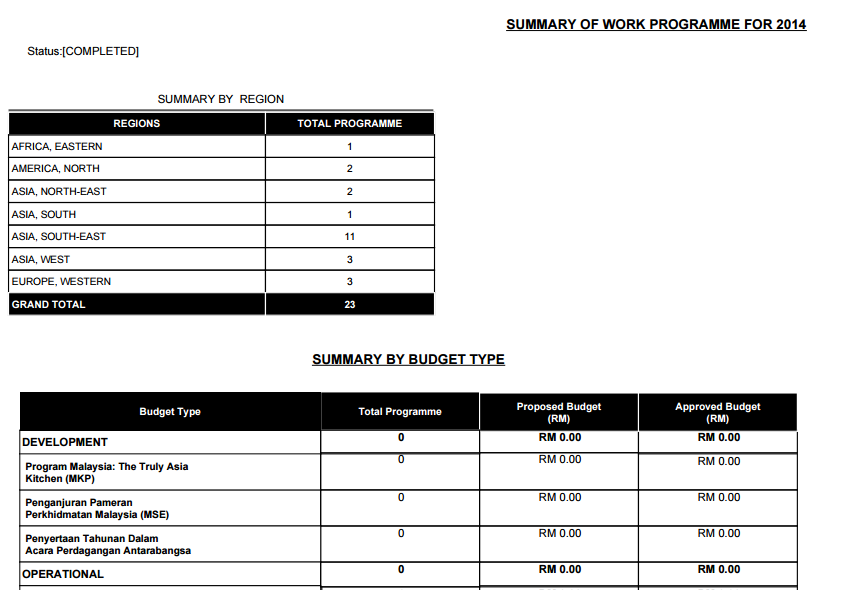 SUMMARY OF WORK PROGRAMME FOR 2014
Status:[COMPLETED]
SUMMARY BY REGION
REGIONS TOTAL PROGRAMME
AFRICA, EASTERN 1
AMERICA, NORTH 2
ASIA, NORTH-EAST 2
ASIA, SOUTH 1
ASIA, SOUTH-EAST 11
ASIA, WEST 3
EUROPE, WESTERN 3
GRAND TOTAL 23
SUMMARY BY BUDGET TYPE
Budget Type Total Programme Proposed Budget (RM) Approved Budget (RM)
DEVELOPMENT 0 RM 0.00 RM 0.00
Program Malaysia: The Truly Asia 0 RM 0.00 RM 0.00
Kitchen (MKP)
Penganjuran Pameran 0 RM 0.00 RM 0.00
Perkhidmatan Malaysia (MSE)
Penyertaan Tahunan Dalam 0 RM 0.00 RM 0.00
Acara Perdagangan Antarabangsa
OPERATIONAL 0 RM 0.00 RM 0.00